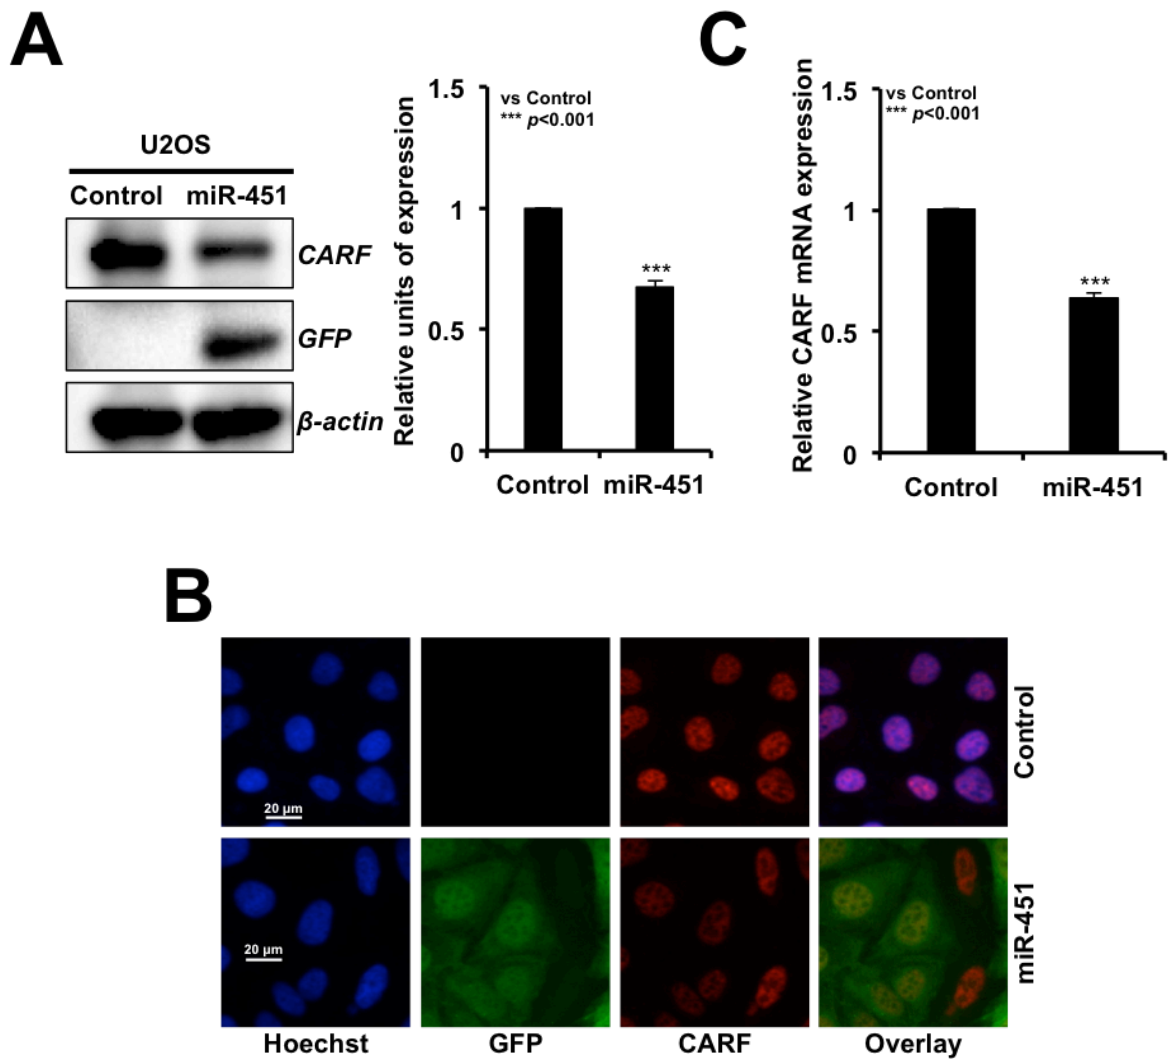 A
U2OS
Control miR-451
CARF
GFP
β-actin
Relative units of expression
1.5
1
0.5
0
vs Control
*** p<0.001
***
Control miR-451
C
Relative CARF mRNA expression
1.5
1
0.5
0
vs Control
*** p<0.001
***
Control miR-451
B
20 µm
Control
20 µm
miR-451
Hoechst GFP CARF Overlay